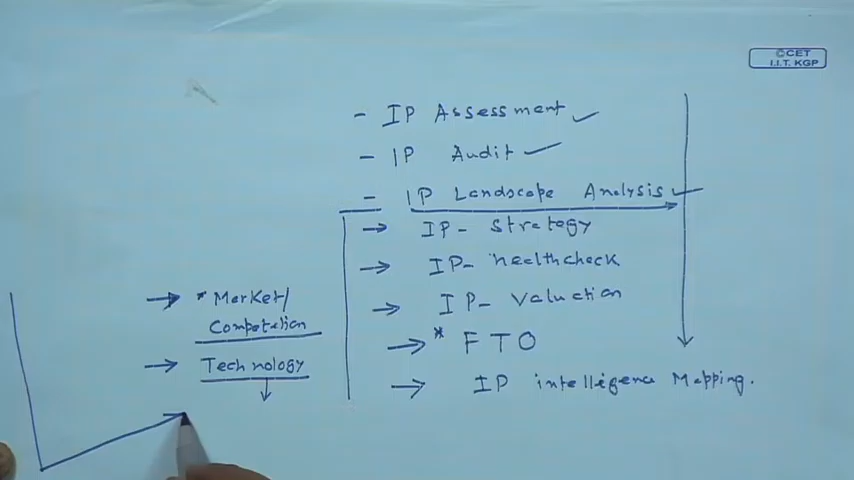 ©CET
I.I.T. KGP
- IP Assessment ✓
- IP Audit ✓
- IP Landscape Analysis ✓
→ IP- Strategy
→ IP- healthcheck
→ IP- Valuation
→ * FTO
→ IP intelligence Mapping.
→ * Market/
Competition
→ Technology